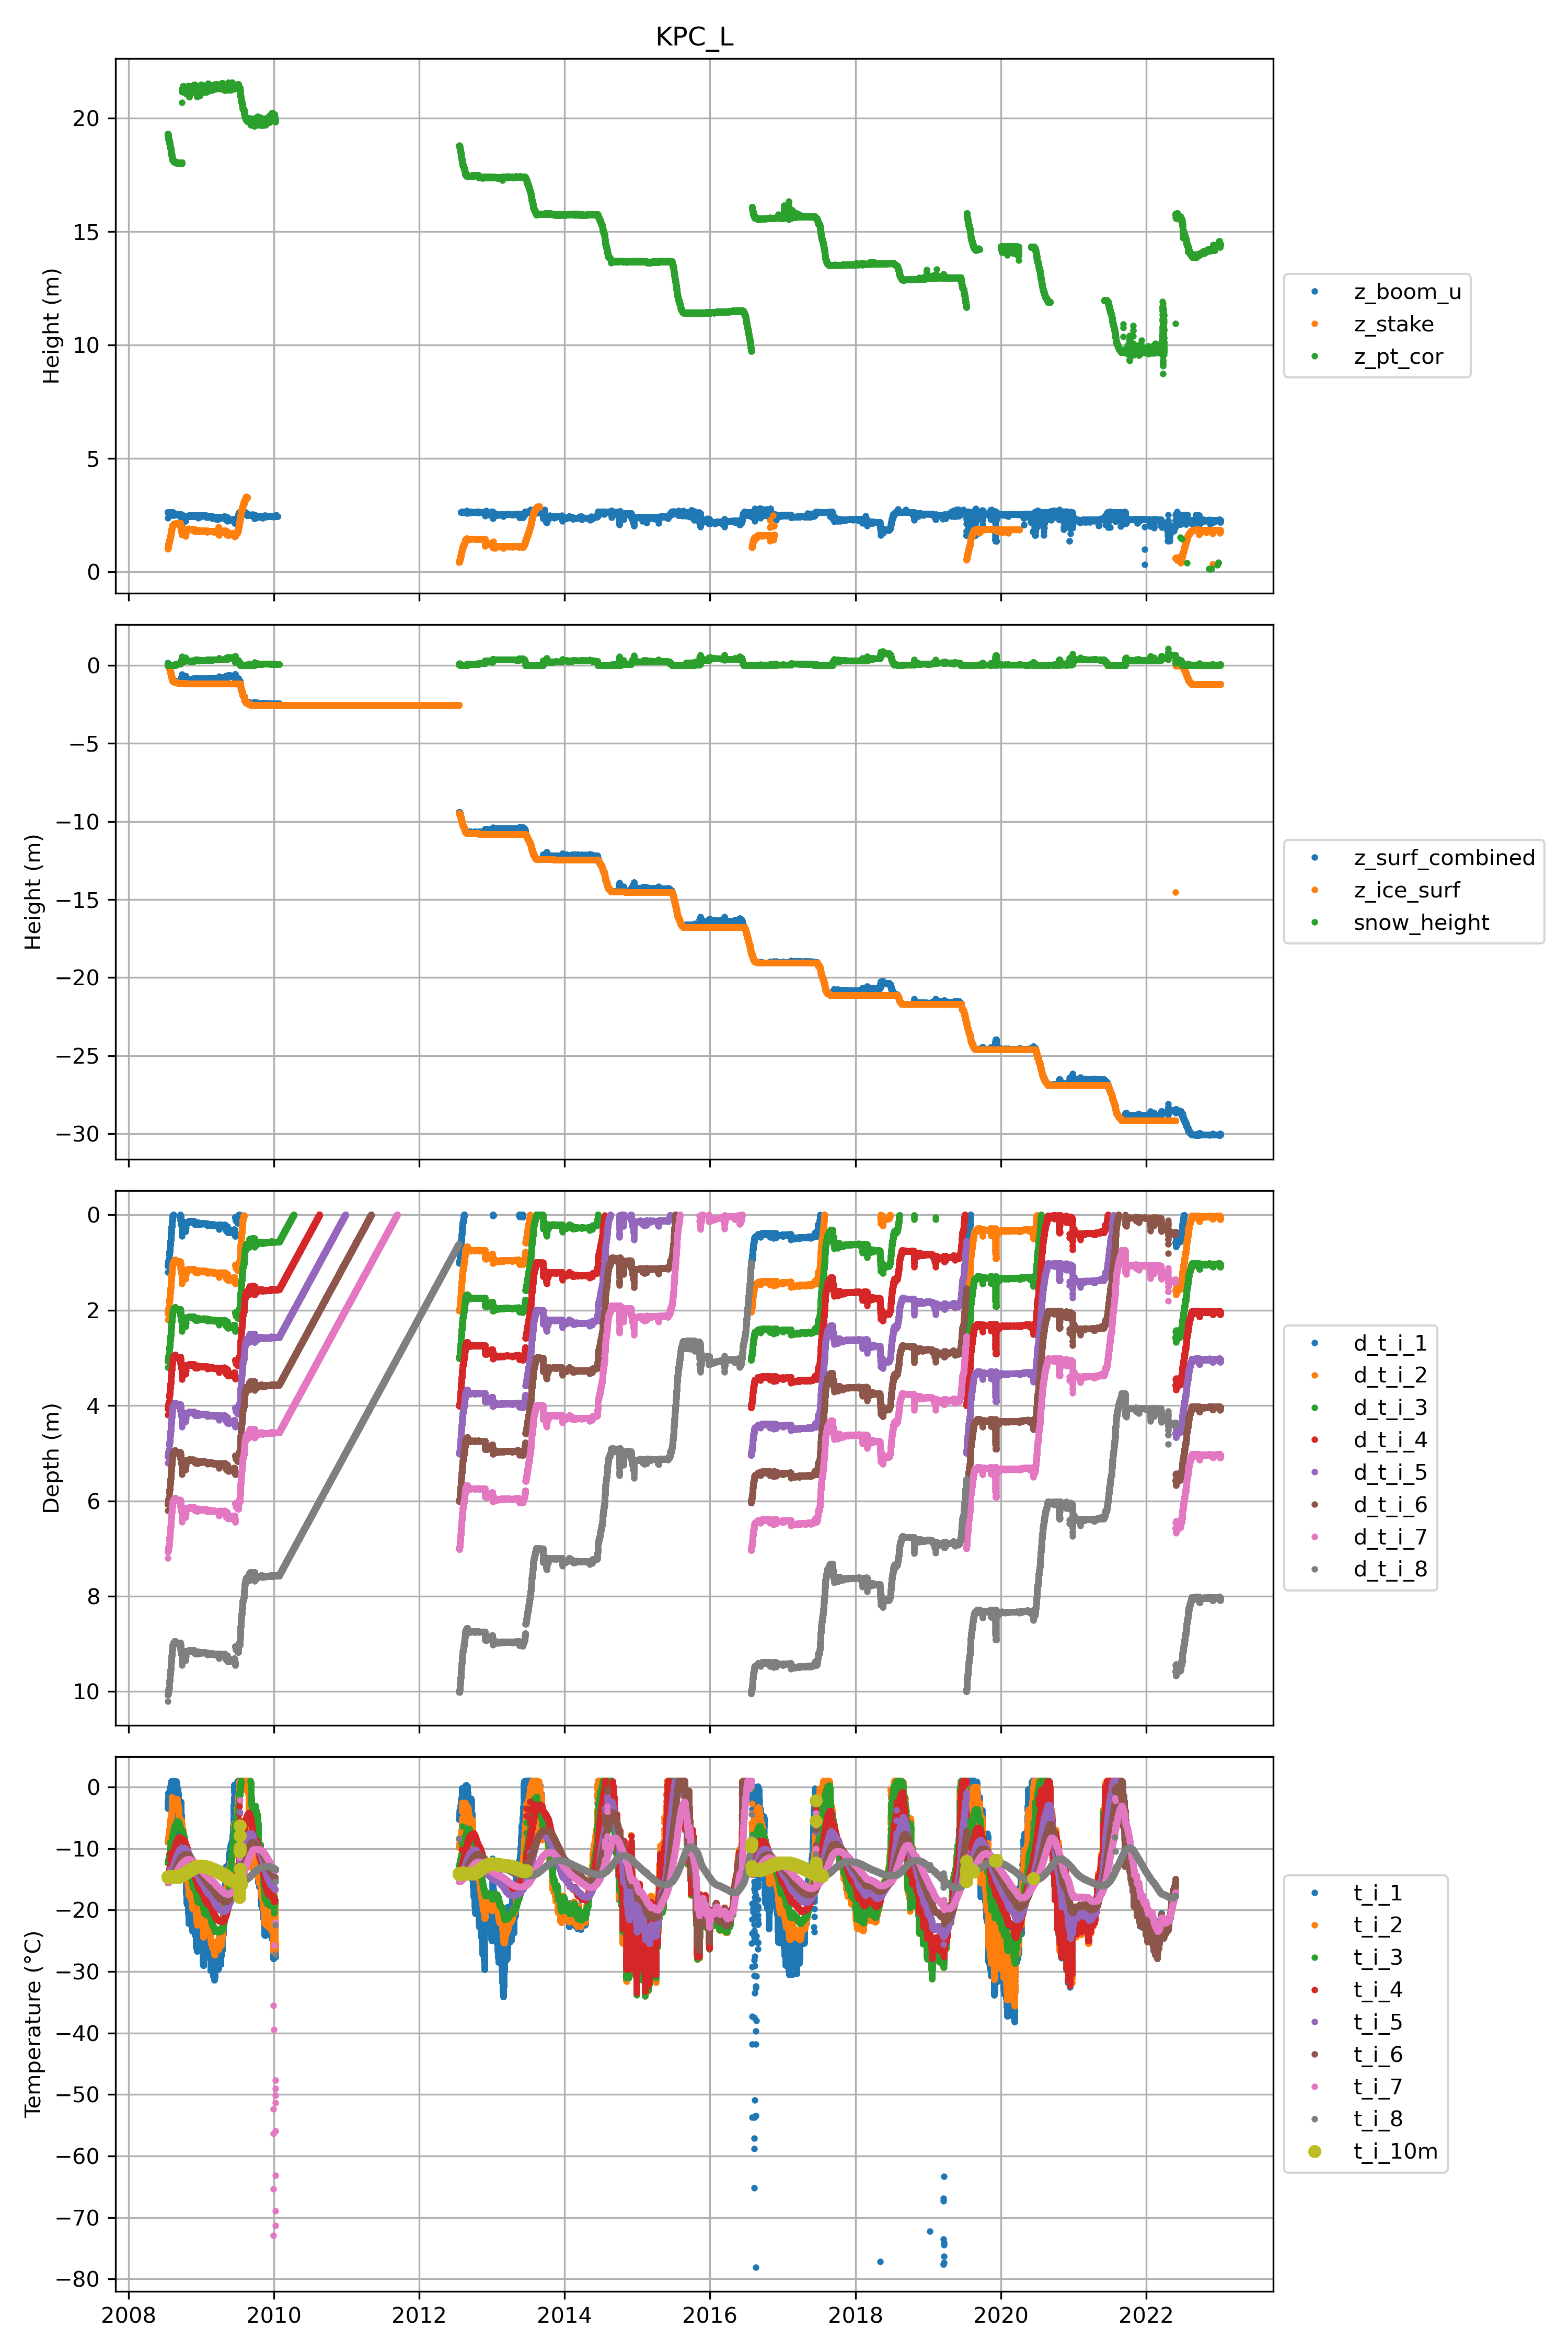 KPC_L
20
15
10
5
0
Height (m)
z_boom_u
z_stake
z_pt_cor
0
−5
−10
−15
−20
−25
−30
Height (m)
z_surf_combined
z_ice_surf
snow_height
0
2
4
6
8
10
Depth (m)
d_t_i_1
d_t_i_2
d_t_i_3
d_t_i_4
d_t_i_5
d_t_i_6
d_t_i_7
d_t_i_8
0
−10
−20
−30
−40
−50
−60
−70
−80
Temperature (°C)
t_i_1
t_i_2
t_i_3
t_i_4
t_i_5
t_i_6
t_i_7
t_i_8
t_i_10m
2008 2010 2012 2014 2016 2018 2020 2022